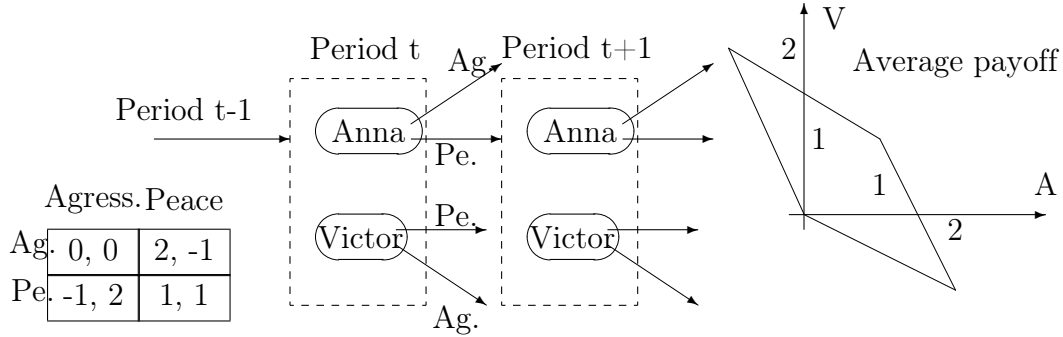 Period t-1
Period t
Period t+1
Ag.
Anna
Pe.
Anna
Pe.
Victor
Victor
Ag.
Agress. Peace
Ag. 0, 0 2, -1
Pe. -1, 2 1, 1
V
2
Average payoff
1
1
A
2